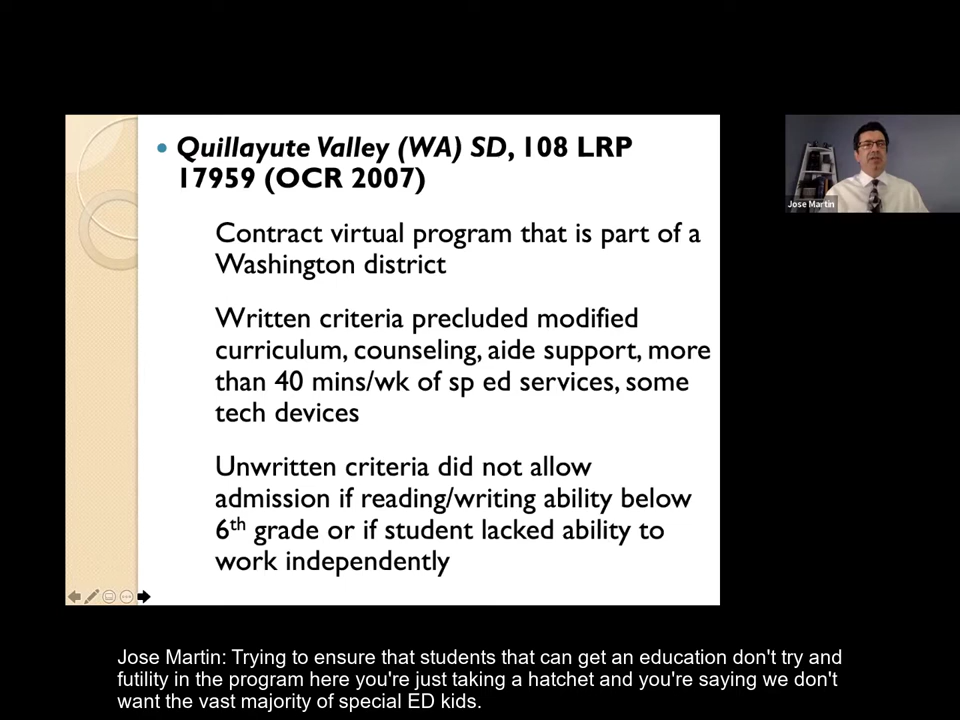 • Quillayute Valley (WA) SD, 108 LRP
17959 (OCR 2007)
Contract virtual program that is part of a
Washington district
Written criteria precluded modified
curriculum, counseling, aide support, more
than 40 mins/wk of sp ed services, some
tech devices
Unwritten criteria did not allow
admission if reading/writing ability below
6th grade or if student lacked ability to
work independently
Jose Martin
Jose Martin: Trying to ensure that students that can get an education don't try and
futility in the program here you're just taking a hatchet and you're saying we don't
want the vast majority of special ED kids.